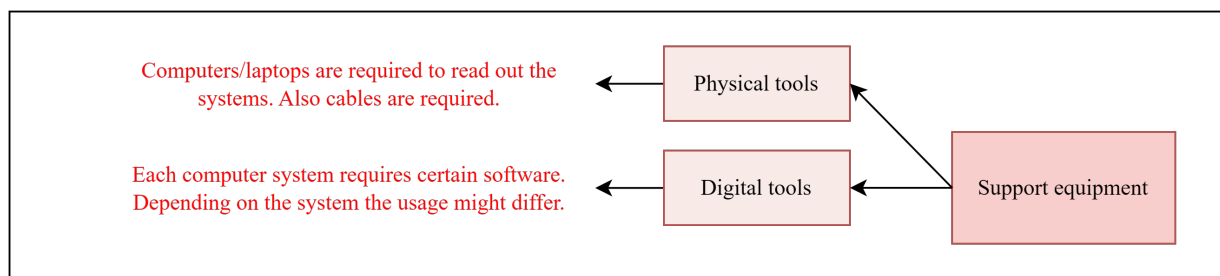 Computers/laptops are required to read out the
systems. Also cables are required.
Physical tools
Each computer system requires certain software.
Depending on the system the usage might differ.
Digital tools
Support equipment